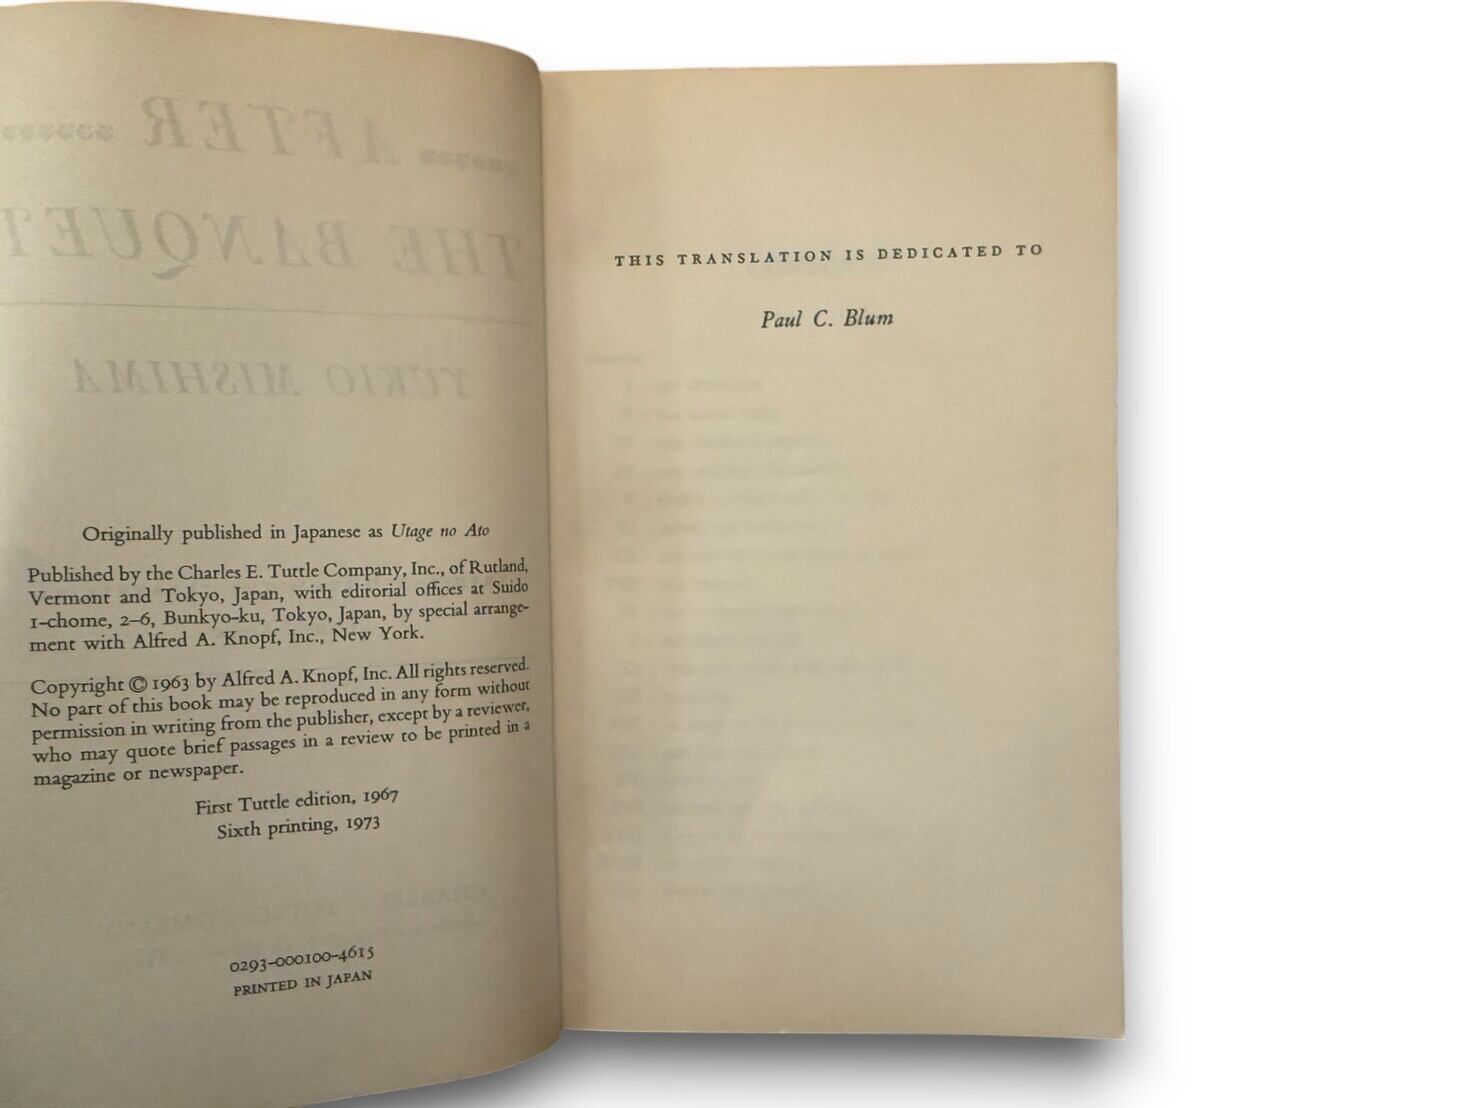 AFTER
THE BANQUET
YUKIO MISHIMA
Originally published in Japanese as Utage no Ato
Published by the Charles E. Tuttle Company, Inc., of Rutland,
Vermont and Tokyo, Japan, with editorial offices at Suido
1-chome, 2–6, Bunkyo-ku, Tokyo, Japan, by special arrange-
ment with Alfred A. Knopf, Inc., New York.
Copyright © 1963 by Alfred A. Knopf, Inc. All rights reserved.
No part of this book may be reproduced in any form without
permission in writing from the publisher, except by a reviewer,
who may quote brief passages in a review to be printed in a
magazine or newspaper.
First Tuttle edition, 1967
Sixth printing, 1973
0293-000100-4615
PRINTED IN JAPAN
THIS TRANSLATION IS DEDICATED TO
Paul C. Blum